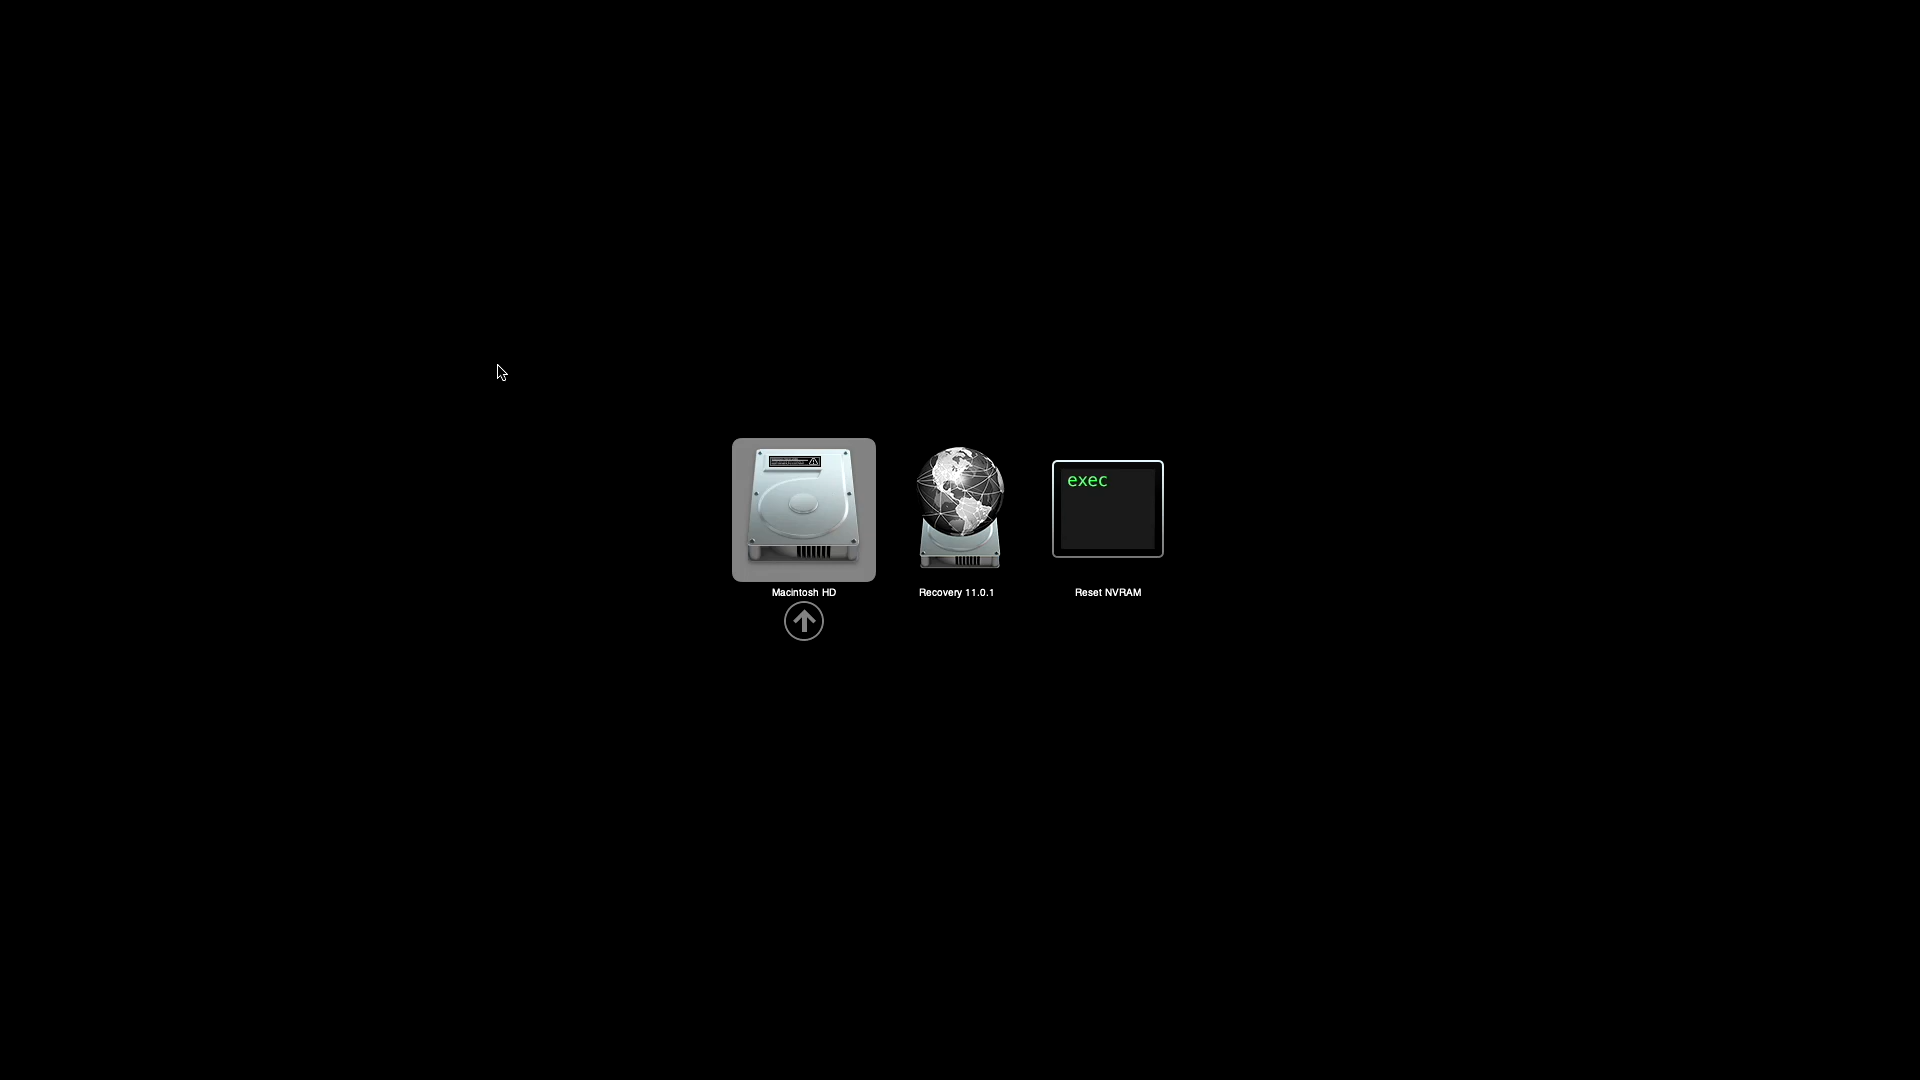 exec
Macintosh HD
Recovery 11.0.1
Reset NVRAM